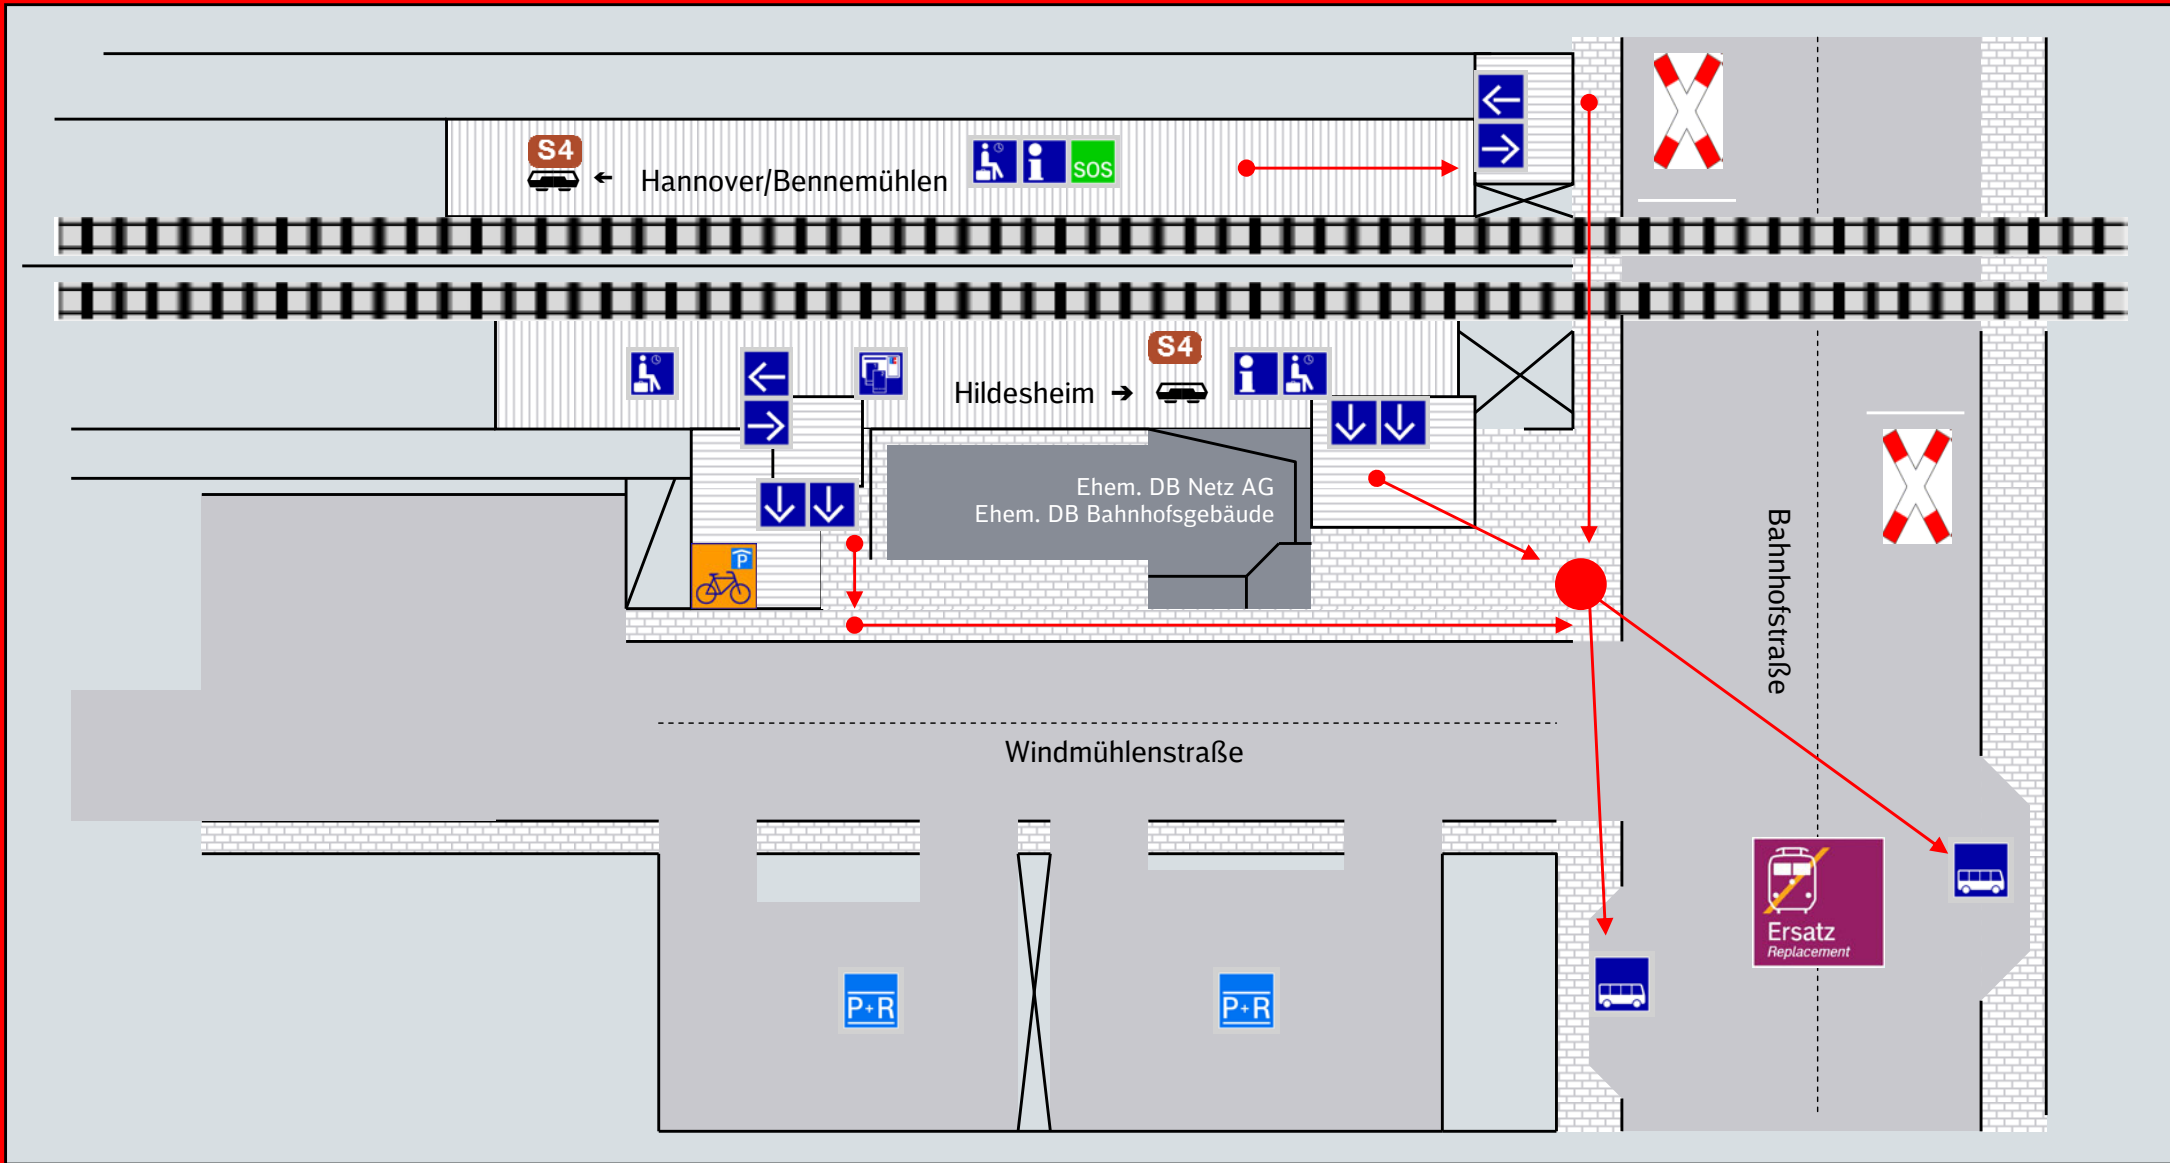 S4
Hannover/Bennemühlen
SOS
S4
Hildesheim
Ehem. DB Netz AG
Ehem. DB Bahnhofsgebäude
P
Bahnhofstraße
Windmühlenstraße
Ersatz
Replacement
P+R
P+R